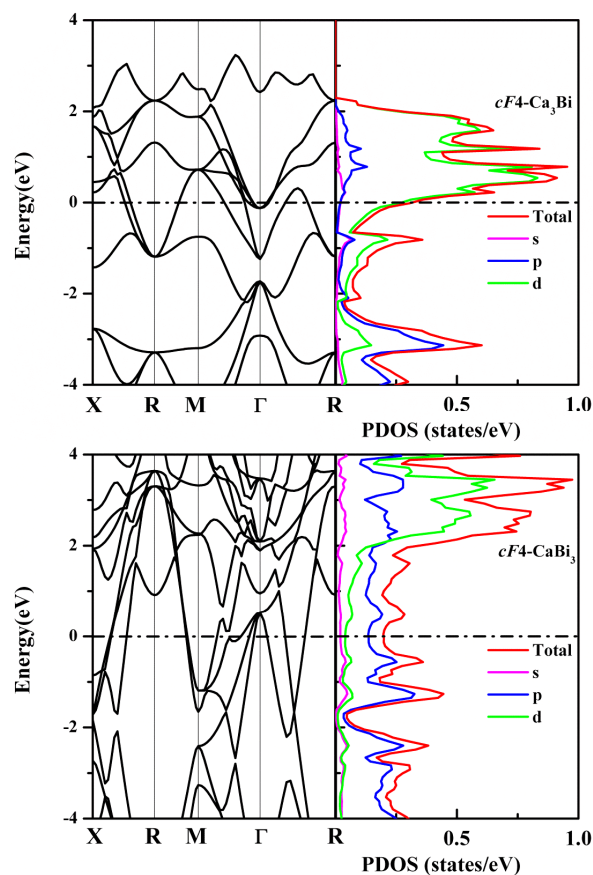 4
2
0
-2
-4
Energy(eV)
cF4-Ca3Bi
Total
s
p
d
X R M Γ R
0.5 1.0
PDOS (states/eV)
4
2
0
-2
-4
Energy(eV)
cF4-CaBi3
Total
s
p
d
X R M Γ R
0.5 1.0
PDOS (states/eV)